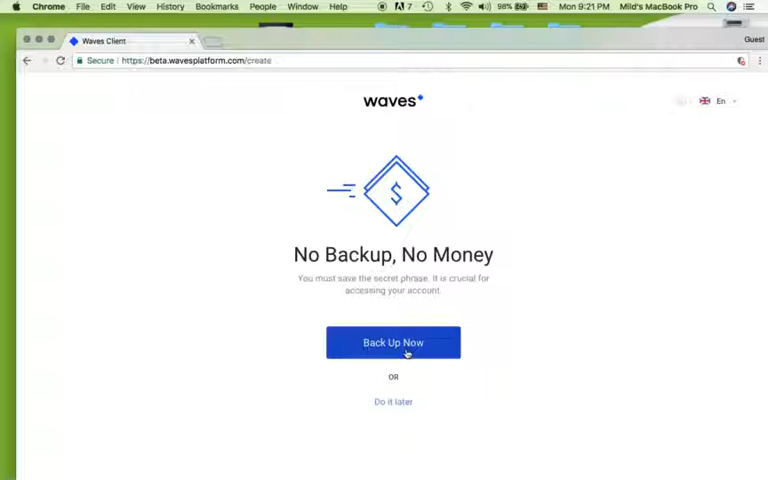 Chrome File Edit View History Bookmarks People Window Help 7 98% Mon 9:21 PM Mild's MacBook Pro
Waves Client
Guest
Secure https://beta.wavesplatform.com/create
waves
En
$
No Backup, No Money
You must save the secret phrase. It is crucial for
accessing your account.
Back Up Now
OR
Do it later